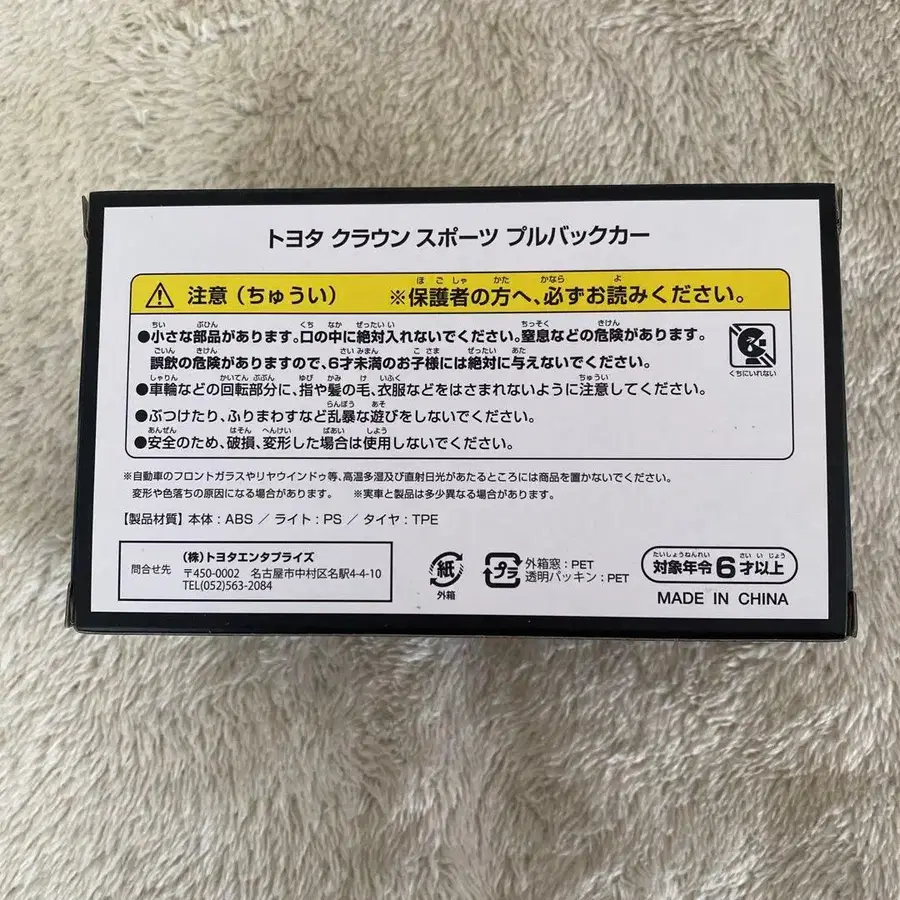 トヨタ クラウン スポーツ プルバックカー
注意（ちゅうい） ※保護者の方へ、必ずお読みください。
●小さな部品があります。口の中に絶対入れないでください。窒息などの危険があります。
誤飲の危険がありますので、6才未満のお子様には絶対に与えないでください。
●車輪などの回転部分に、指や髪の毛、衣服などをはさまれないように注意してください。
●ぶつけたり、ふりまわすなど乱暴な遊びをしないでください。
●安全のため、破損、変形した場合は使用しないでください。
くちにいれない
※自動車のフロントガラスやリヤウインドゥ等、高温多湿及び直射日光があたるところには商品を置かないでください。
変形や色落ちの原因になる場合があります。 ※実車と製品は多少異なる場合があります。
【製品材質】本体：ABS ／ ライト：PS ／ タイヤ：TPE
問合せ先
（株）トヨタエンタプライズ
〒450-0002 名古屋市中村区名駅4-4-10
TEL(052)563-2084
紙
外箱
プラ
外箱窓：PET
透明パッキン：PET
たいしょうねんれい さい い じょう
対象年令 6才以上
MADE IN CHINA